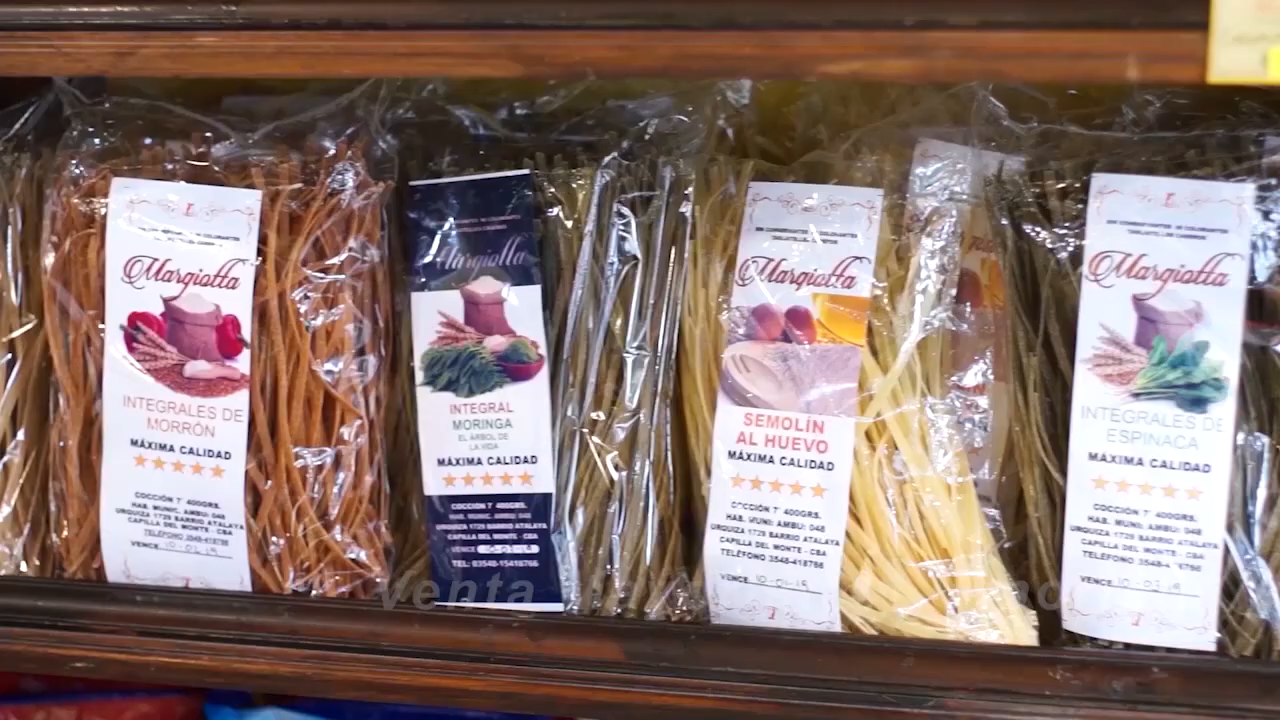 Margiotta
INTEGRALES DE
MORRÓN
MÁXIMA CALIDAD
COCCIÓN 7' 400GRS.
HAB. MUNIC. AMBU: 048
URQUIZA 1729 BARRIO ATALAYA
CAPILLA DEL MONTE - CBA
VENCE
Margiotta
INTEGRAL
MORINGA
EL ÁRBOL DE
LA VIDA
MÁXIMA CALIDAD
COCCIÓN 7' 400GRS.
HAB. MUNIC. AMBU: 048
URQUIZA 1729 BARRIO ATALAYA
CAPILLA DEL MONTE - CBA
VENCE
TEL: 03548-15418766
Margiotta
SEMOLÍN
AL HUEVO
MÁXIMA CALIDAD
COCCIÓN 7' 400GRS.
HAB. MUNI: AMBU: 048
URQUIZA 1729 BARRIO ATALAYA
CAPILLA DEL MONTE - CBA
TELÉFONO 3548-418766
VENCE 10-01-19
Margiotta
INTEGRALES DE
ESPINACA
MÁXIMA CALIDAD
COCCIÓN 7' 400GRS.
HAB. MUNI: AMBU: 048
URQUIZA 1729 BARRIO ATALAYA
CAPILLA DEL MONTE - CBA
VENCE 10-03-19
venta